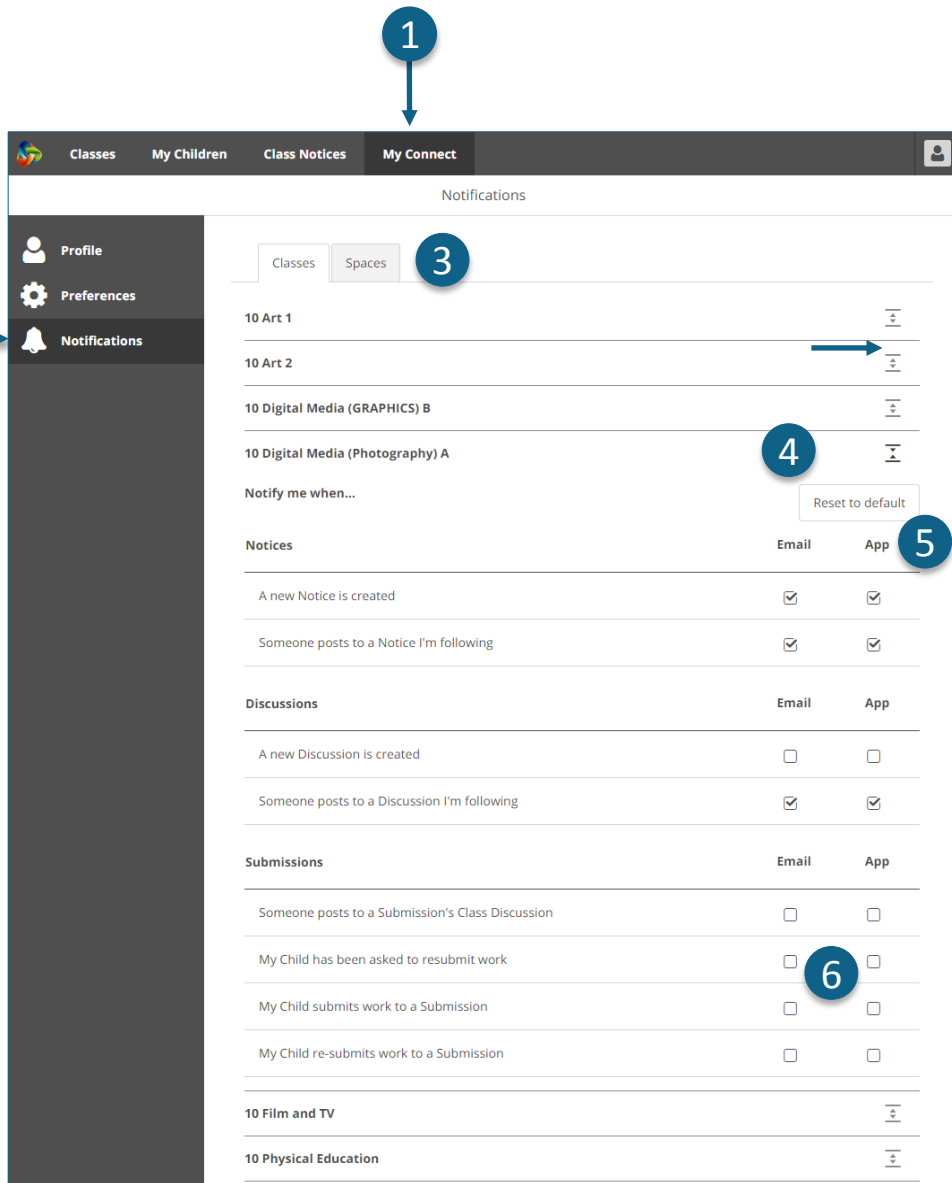 1
Classes My Children Class Notices My Connect
Notifications
Profile
Preferences
Notifications
Classes Spaces 3
10 Art 1
10 Art 2
10 Digital Media (GRAPHICS) B
10 Digital Media (Photography) A 4
Notify me when...
Reset to default
Notices Email App 5
A new Notice is created
Someone posts to a Notice I'm following
Discussions Email App
A new Discussion is created
Someone posts to a Discussion I'm following
Submissions Email App
Someone posts to a Submission's Class Discussion
My Child has been asked to resubmit work
6
My Child submits work to a Submission
My Child re-submits work to a Submission
10 Film and TV
10 Physical Education